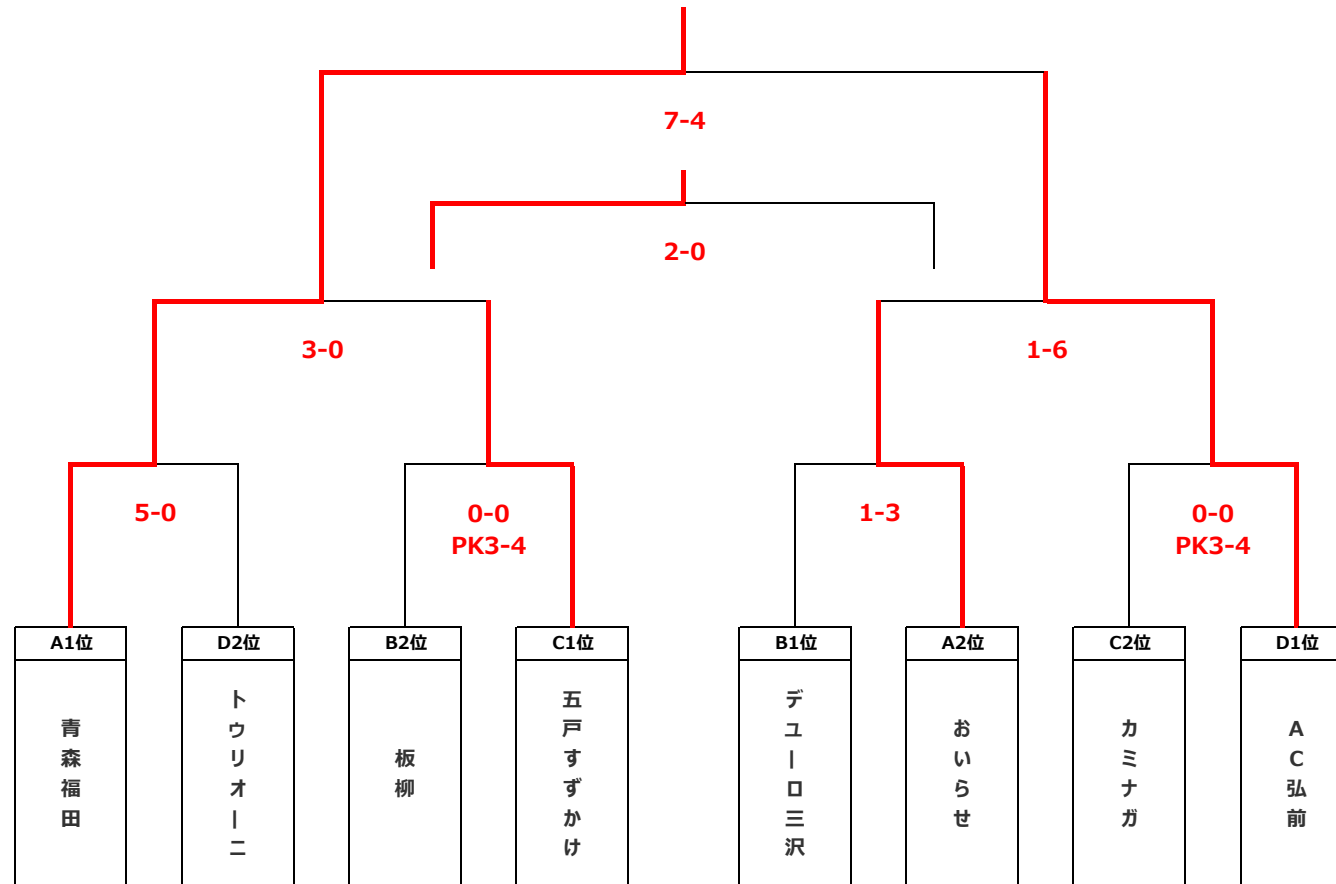 7-4
2-0
3-0
1-6
5-0
0-0
PK3-4
1-3
0-0
PK3-4
A1位
D2位
B2位
C1位
B1位
A2位
C2位
D1位
青森福田
トゥリオーニ
板柳
五戸すずかけ
デューロ三沢
おいらせ
カミナガ
AC弘前